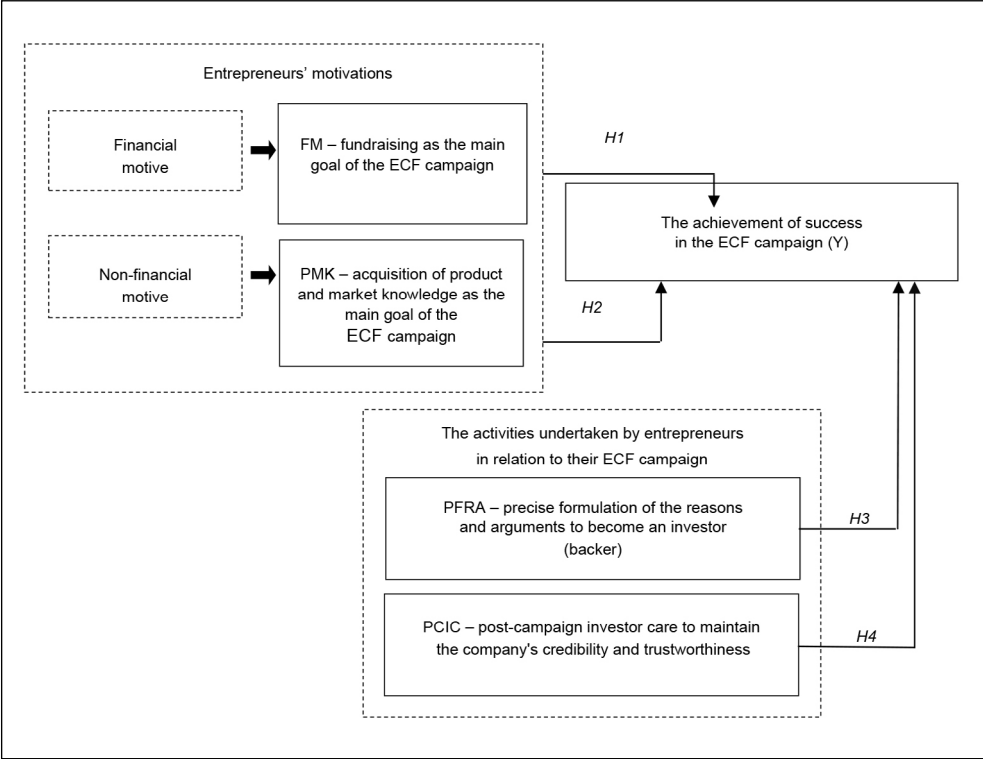 Entrepreneurs’ motivations
Financial
motive
FM – fundraising as the main
goal of the ECF campaign
Non-financial
motive
PMK – acquisition of product
and market knowledge as the
main goal of the
ECF campaign
H1
The achievement of success
in the ECF campaign (Y)
H2
The activities undertaken by entrepreneurs
in relation to their ECF campaign
PFRA – precise formulation of the reasons
and arguments to become an investor
(backer)
H3
PCIC – post-campaign investor care to maintain
the company's credibility and trustworthiness
H4